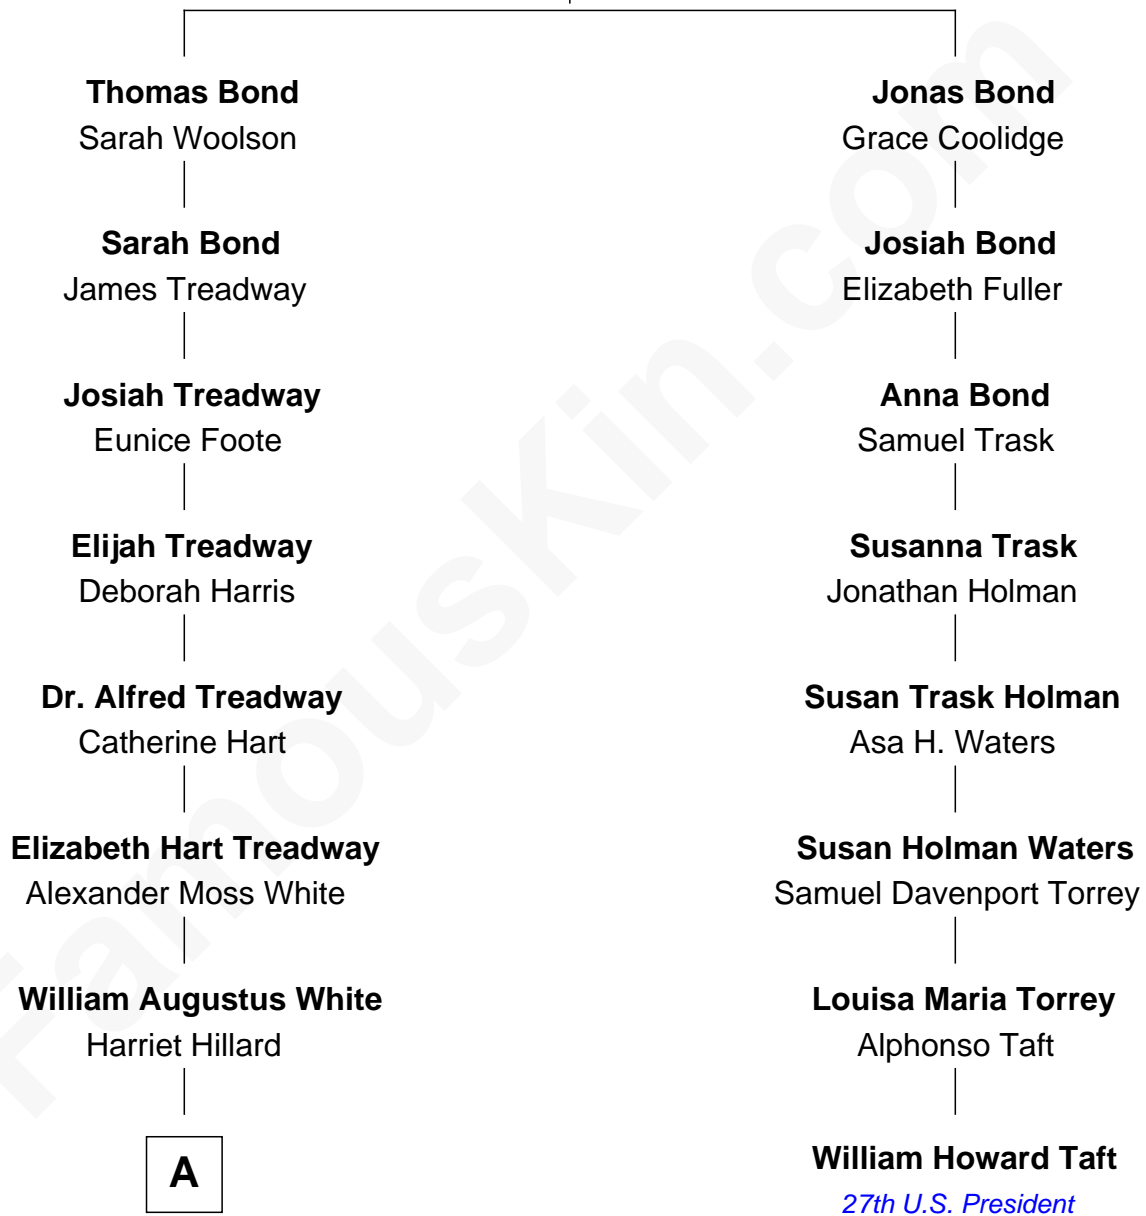 Thomas Bond
Sarah Woolson
Sarah Bond
James Treadway
Josiah Treadway
Eunice Foote
Elijah Treadway
Deborah Harris
Dr. Alfred Treadway
Catherine Hart
Elizabeth Hart Treadway
Alexander Moss White
William Augustus White
Harriet Hillard
A
Jonas Bond
Grace Coolidge
Josiah Bond
Elizabeth Fuller
Anna Bond
Samuel Trask
Susanna Trask
Jonathan Holman
Susan Trask Holman
Asa H. Waters
Susan Holman Waters
Samuel Davenport Torrey
Louisa Maria Torrey
Alphonso Taft
William Howard Taft
27th U.S. President
FamousKin.com